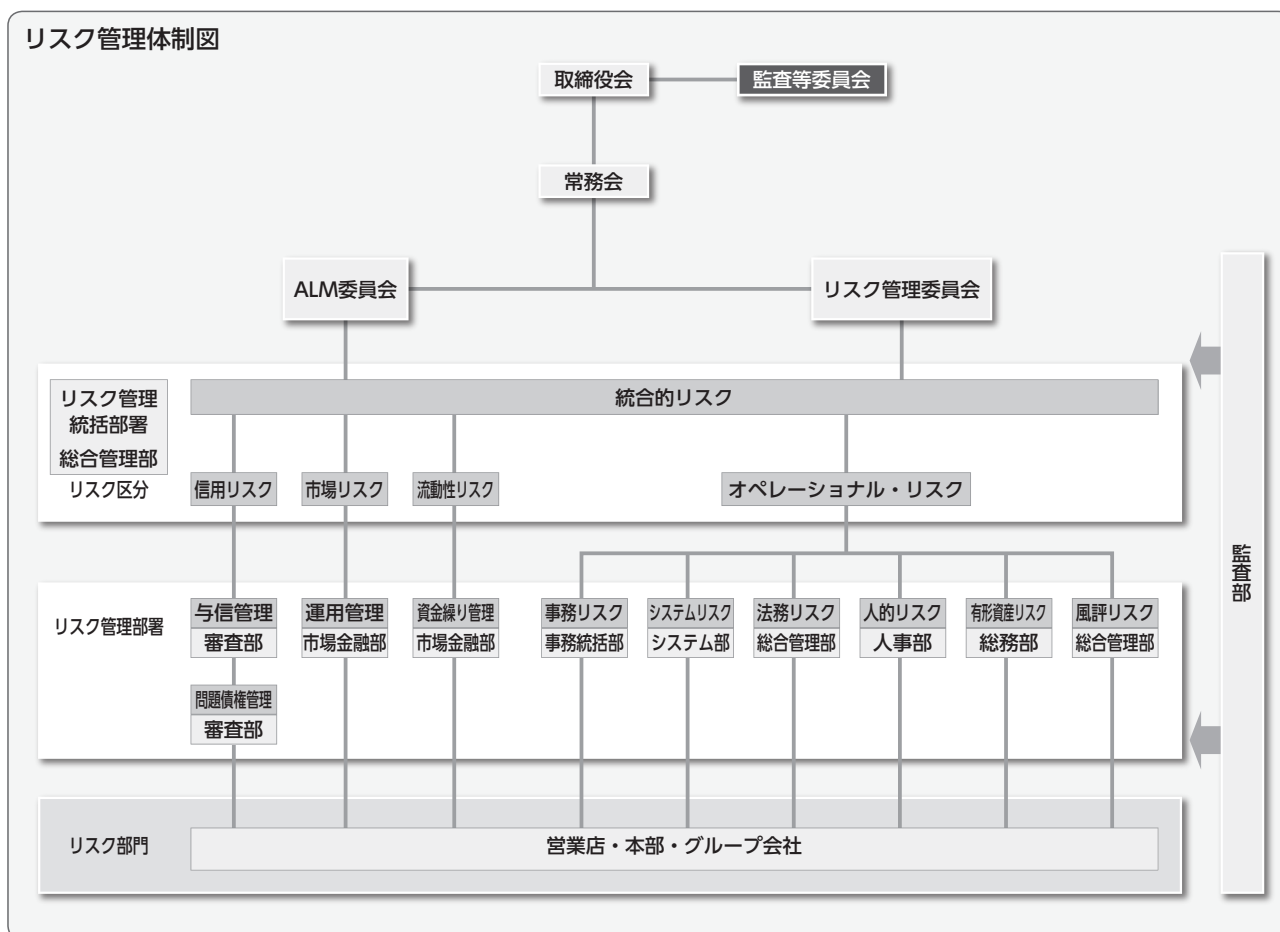 リスク管理体制図
取締役会
監査等委員会
常務会
ALM委員会
リスク管理委員会
リスク管理
統括部署
総合管理部
統合的リスク
リスク区分
信用リスク
市場リスク
流動性リスク
オペレーショナル・リスク
監査部
リスク管理部署
与信管理
審査部
運用管理
市場金融部
資金繰り管理
市場金融部
事務リスク
事務統括部
システムリスク
システム部
法務リスク
総合管理部
人的リスク
人事部
有形資産リスク
総務部
風評リスク
総合管理部
問題債権管理
審査部
リスク部門
営業店・本部・グループ会社